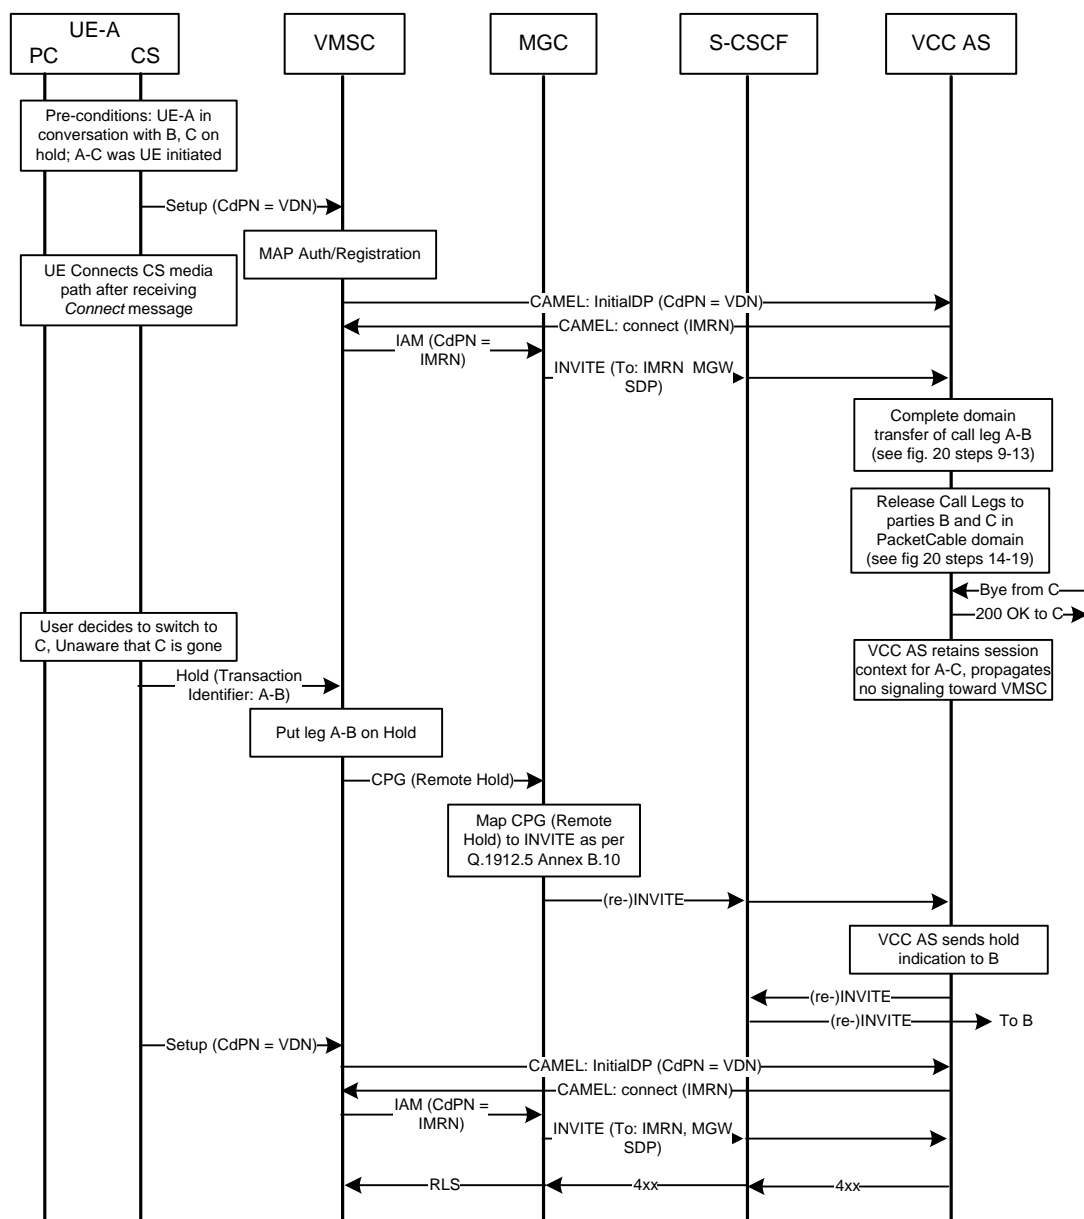 UE-A
PC CS
VMSC
MGC
S-CSCF
VCC AS
Pre-conditions: UE-A in
conversation with B, C on
hold; A-C was UE initiated
Setup (CdPN = VDN)
MAP Auth/Registration
UE Connects CS media
path after receiving
Connect message
CAMEL: InitialDP (CdPN = VDN)
CAMEL: connect (IMRN)
IAM (CdPN =
IMRN)
INVITE (To: IMRN MGW
SDP)
Complete domain
transfer of call leg A-B
(see fig. 20 steps 9-13)
Release Call Legs to
parties B and C in
PacketCable domain
(see fig 20 steps 14-19)
Bye from C
200 OK to C
User decides to switch to
C, Unaware that C is gone
VCC AS retains session
context for A-C, propagates
no signaling toward VMSC
Hold (Transaction
Identifier: A-B)
Put leg A-B on Hold
CPG (Remote Hold)
Map CPG (Remote
Hold) to INVITE as per
Q.1912.5 Annex B.10
(re-)INVITE
VCC AS sends hold
indication to B
(re-)INVITE
(re-)INVITE
To B
Setup (CdPN = VDN)
CAMEL: InitialDP (CdPN = VDN)
CAMEL: connect (IMRN)
IAM (CdPN =
IMRN)
INVITE (To: IMRN, MGW
SDP)
RLS
4xx
4xx